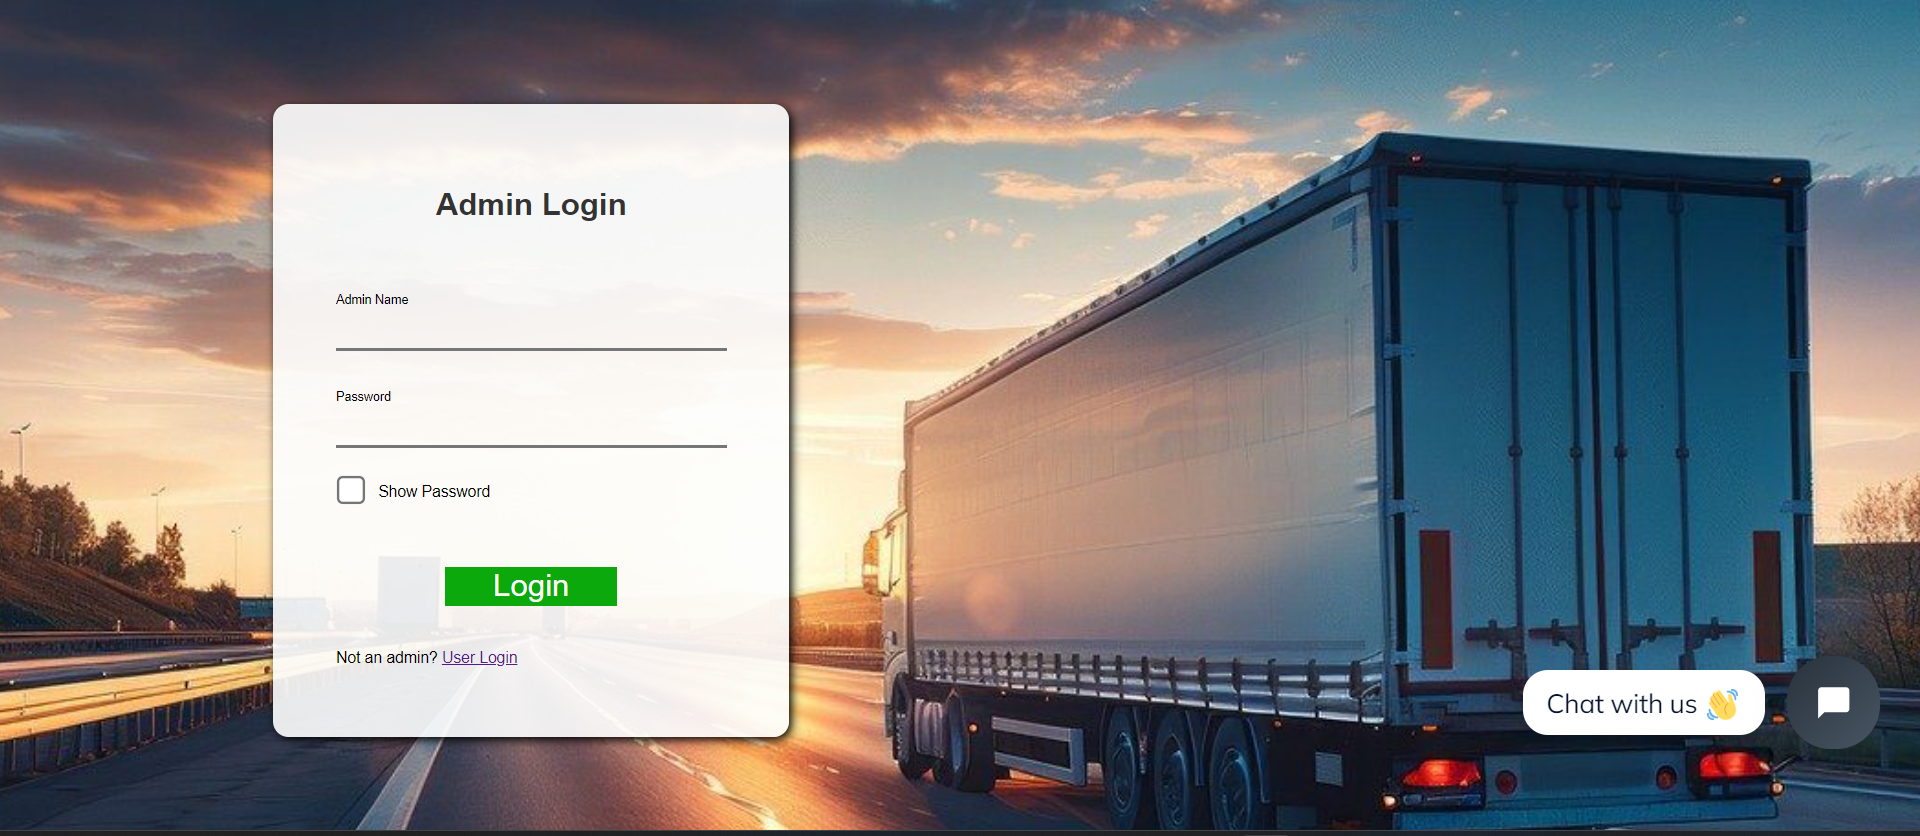 Admin Login
Admin Name
Password
Show Password
Login
Not an admin? User Login
Chat with us 👋